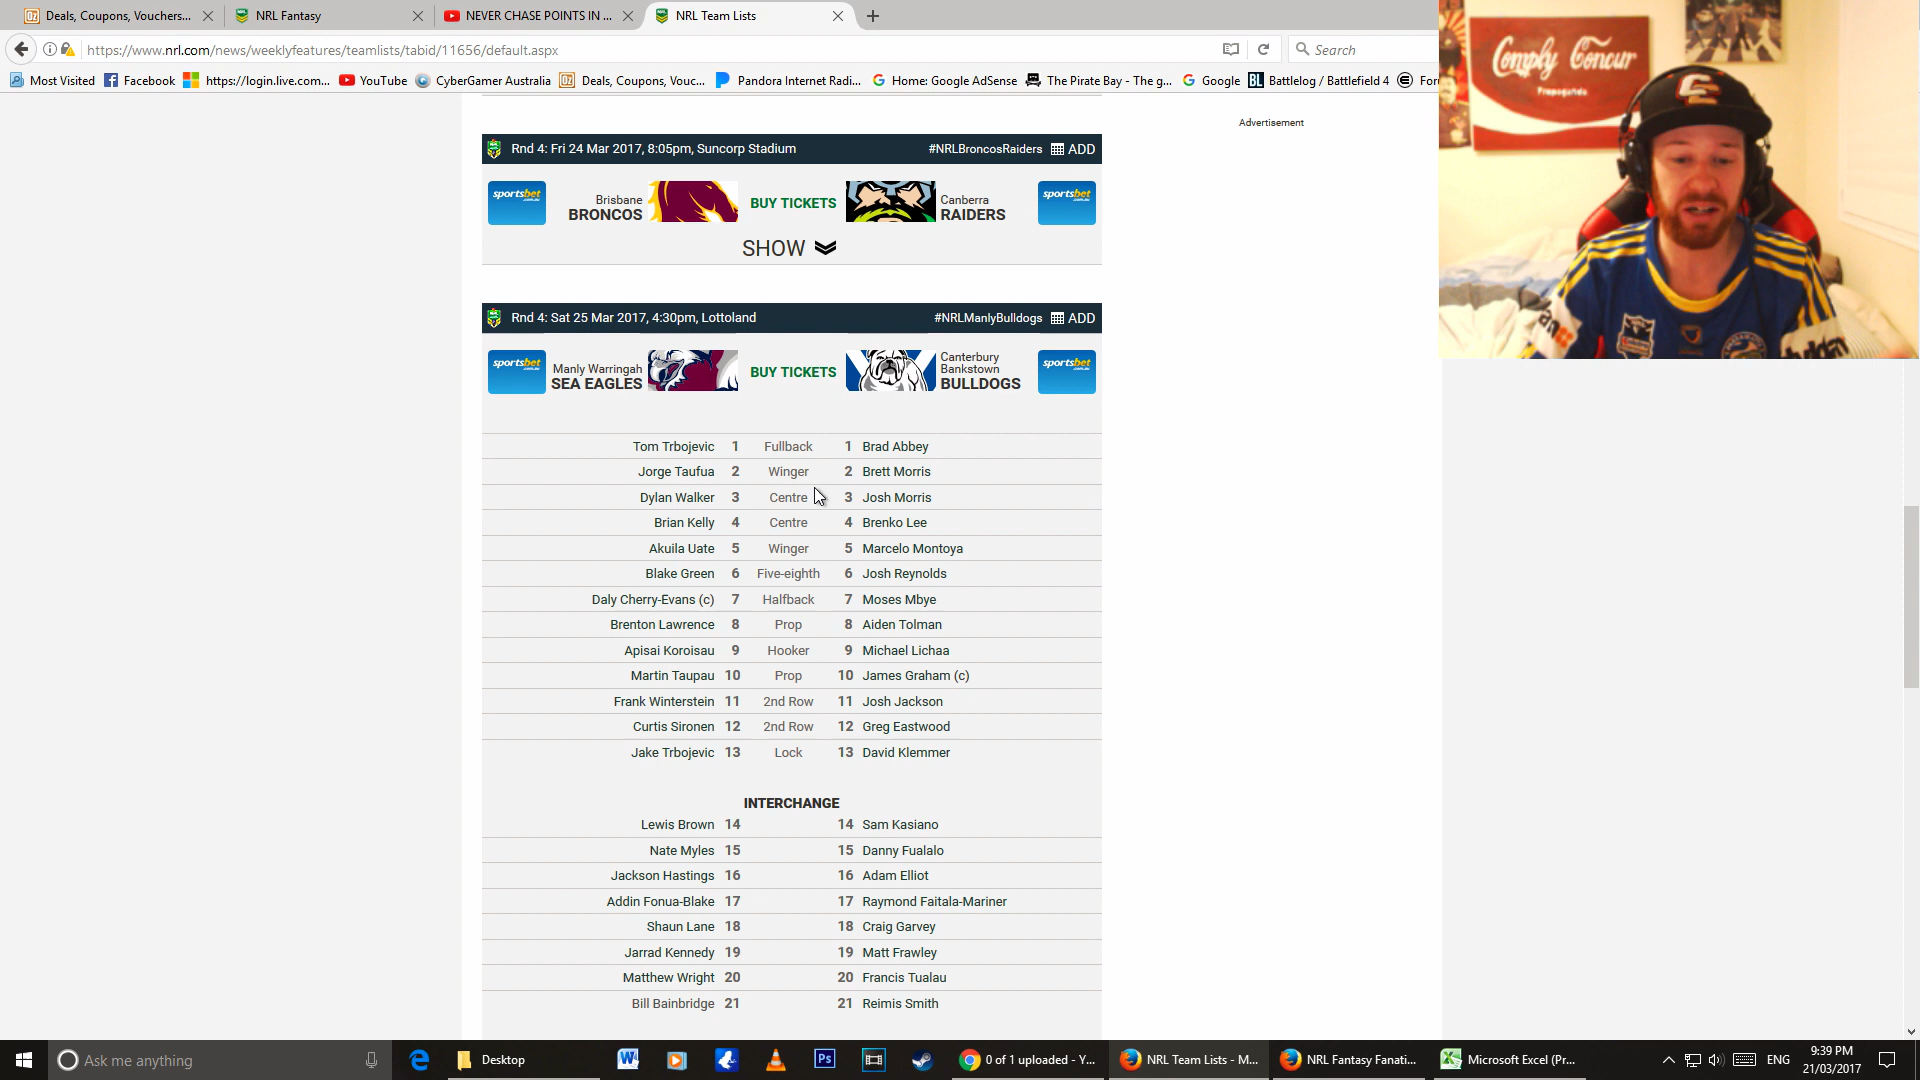 Deals, Coupons, Vouchers...
NRL Fantasy
NEVER CHASE POINTS IN ...
NRL Team Lists
https://www.nrl.com/news/weeklyfeatures/teamlists/tabid/11656/default.aspx
Search
Most Visited
Facebook
https://login.live.com...
YouTube
CyberGamer Australia
Deals, Coupons, Vouc...
Pandora Internet Radi...
Home: Google AdSense
The Pirate Bay - The g...
Google
Battlelog / Battlefield 4
For
Comply Concur
Propaganda
Advertisement
Rnd 4: Fri 24 Mar 2017, 8:05pm, Suncorp Stadium #NRLBroncosRaiders ADD
sportsbet
.com.au
Brisbane
BRONCOS
BUY TICKETS
Canberra
RAIDERS
sportsbet
.com.au
SHOW
Rnd 4: Sat 25 Mar 2017, 4:30pm, Lottoland #NRLManlyBulldogs ADD
sportsbet
.com.au
Manly Warringah
SEA EAGLES
BUY TICKETS
Canterbury
Bankstown
BULLDOGS
sportsbet
.com.au
Tom Trbojevic 1 Fullback 1 Brad Abbey
Jorge Taufua 2 Winger 2 Brett Morris
Dylan Walker 3 Centre 3 Josh Morris
Brian Kelly 4 Centre 4 Brenko Lee
Akuila Uate 5 Winger 5 Marcelo Montoya
Blake Green 6 Five-eighth 6 Josh Reynolds
Daly Cherry-Evans (c) 7 Halfback 7 Moses Mbye
Brenton Lawrence 8 Prop 8 Aiden Tolman
Apisai Koroisau 9 Hooker 9 Michael Lichaa
Martin Taupau 10 Prop 10 James Graham (c)
Frank Winterstein 11 2nd Row 11 Josh Jackson
Curtis Sironen 12 2nd Row 12 Greg Eastwood
Jake Trbojevic 13 Lock 13 David Klemmer
INTERCHANGE
Lewis Brown 14 14 Sam Kasiano
Nate Myles 15 15 Danny Fualalo
Jackson Hastings 16 16 Adam Elliot
Addin Fonua-Blake 17 17 Raymond Faitala-Mariner
Shaun Lane 18 18 Craig Garvey
Jarrad Kennedy 19 19 Matt Frawley
Matthew Wright 20 20 Francis Tualau
Bill Bainbridge 21 21 Reimis Smith
Ask me anything
Desktop
0 of 1 uploaded - Y...
NRL Team Lists - M...
NRL Fantasy Fanati...
Microsoft Excel (Pr...
ENG
9:39 PM
21/03/2017